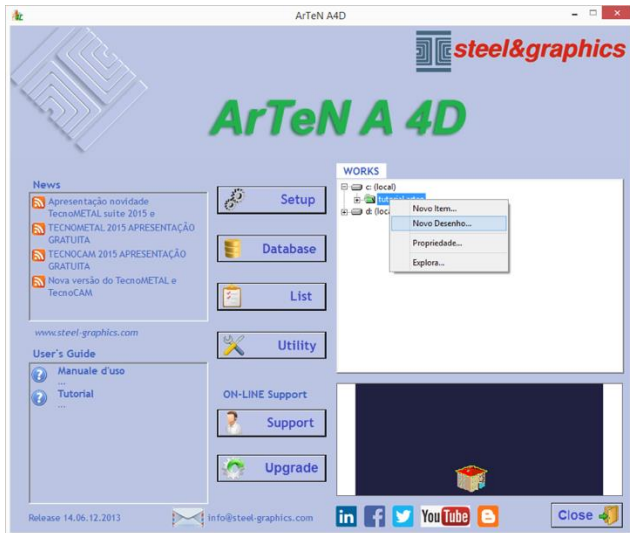 ArTeN A4D
steel&graphics
ArTeN A 4D
News
Apresentação novidade
TecnoMETAL suite 2015 e
TECNOMETAL 2015 APRESENTAÇÃO
GRATUITA
TECNOCAM 2015 APRESENTAÇÃO
GRATUITA
Nova versão do TecnoMETAL e
TecnoCAM
www.steel-graphics.com
User's Guide
Manuale d'uso
...
Tutorial
...
Release 14.06.12.2013
Setup
Database
List
Utility
ON-LINE Support
Support
Upgrade
info@steel-graphics.com
WORKS
c: (local)
d: (loca
Novo Item...
Novo Desenho...
Propriedade...
Explora...
in f YouTube
Close